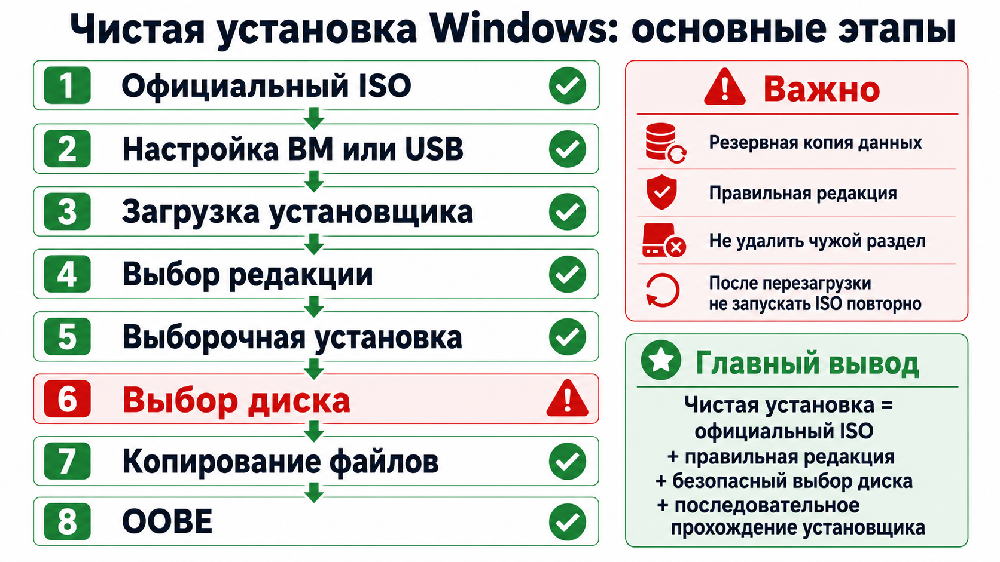 Чистая установка Windows: основные этапы
1 Официальный ISO
2 Настройка ВМ или USB
3 Загрузка установщика
4 Выбор редакции
5 Выборочная установка
6 Выбор диска
7 Копирование файлов
8 OOBE
Важно
Резервная копия данных
Правильная редакция
Не удалить чужой раздел
После перезагрузки
не запускать ISO повторно
Главный вывод
Чистая установка =
официальный ISO
+ правильная редакция
+ безопасный выбор диска
+ последовательное
прохождение установщика